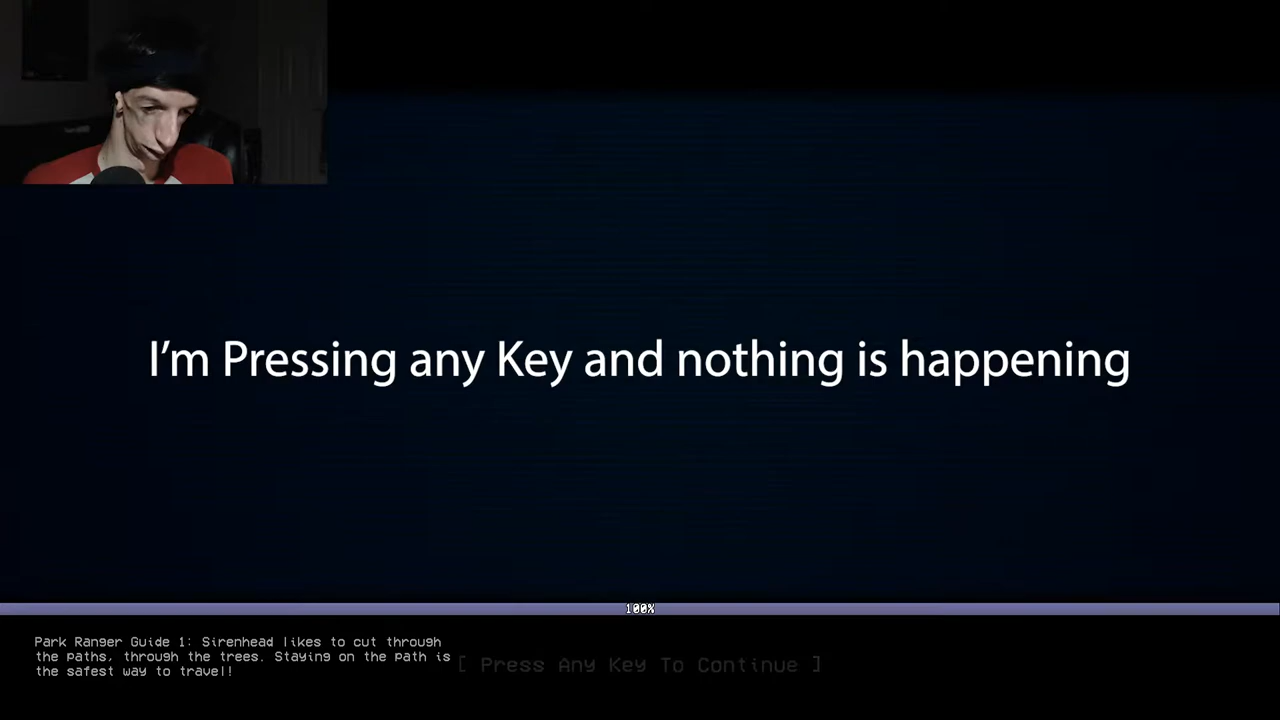 I'm Pressing any Key and nothing is happening
100%
Park Ranger Guide 1: Sirenhead likes to cut through
the paths, through the trees. Staying on the path is
the safest way to travel!
[ Press Any Key To Continue ]